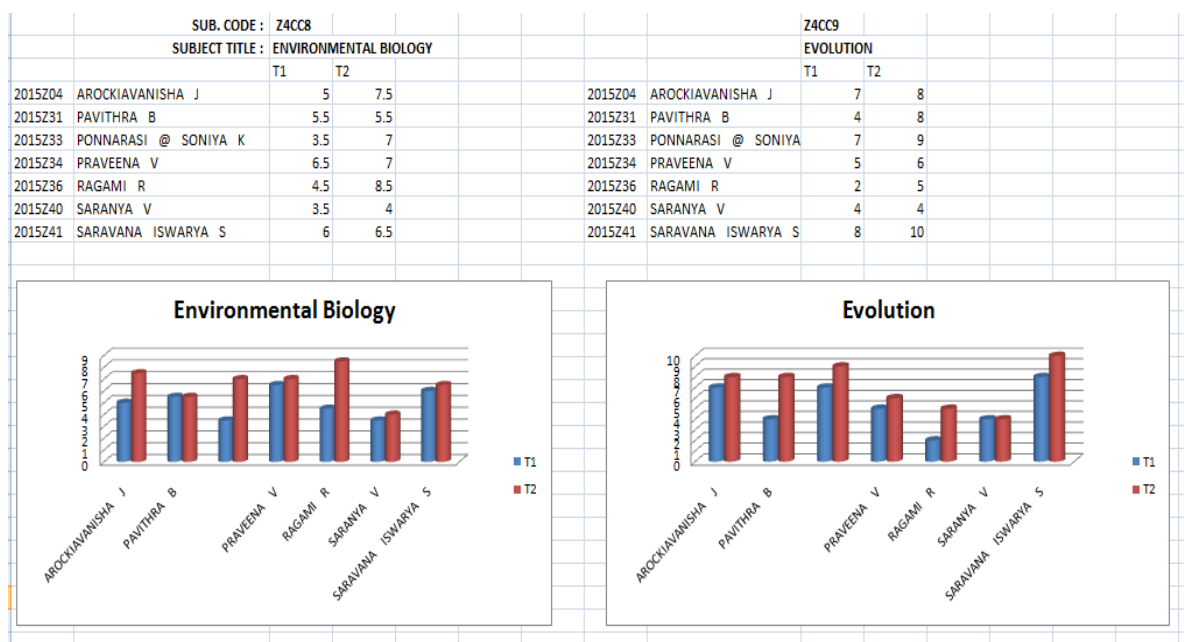 SUB. CODE : Z4CC8
SUBJECT TITLE : ENVIRONMENTAL BIOLOGY
T1 T2
2015Z04 AROCKIAVANISHA J 5 7.5
2015Z31 PAVITHRA B 5.5 5.5
2015Z33 PONNARASI @ SONIYA K 3.5 7
2015Z34 PRAVEENA V 6.5 7
2015Z36 RAGAMI R 4.5 8.5
2015Z40 SARANYA V 3.5 4
2015Z41 SARAVANA ISWARYA S 6 6.5
Z4CC9
EVOLUTION
T1 T2
2015Z04 AROCKIAVANISHA J 7 8
2015Z31 PAVITHRA B 4 8
2015Z33 PONNARASI @ SONIYA 7 9
2015Z34 PRAVEENA V 5 6
2015Z36 RAGAMI R 2 5
2015Z40 SARANYA V 4 4
2015Z41 SARAVANA ISWARYA S 8 10
Environmental Biology
9
8
7
6
5
4
3
2
1
0
AROCKIAVANISHA J
PAVITHRA B
PRAVEENA V
RAGAMI R
SARANYA V
SARAVANA ISWARYA S
T1
T2
Evolution
10
9
8
7
6
5
4
3
2
1
0
AROCKIAVANISHA J
PAVITHRA B
PRAVEENA V
RAGAMI R
SARANYA V
SARAVANA ISWARYA S
T1
T2